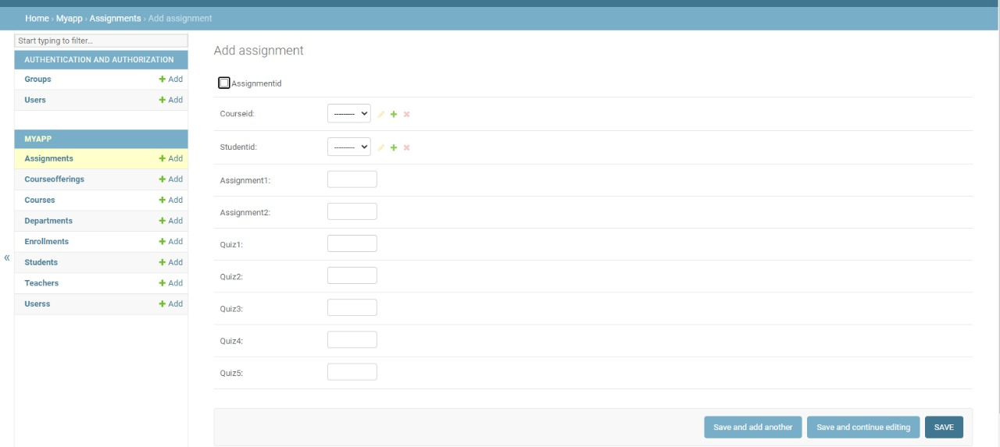 Home › Myapp › Assignments › Add assignment
Start typing to filter...
AUTHENTICATION AND AUTHORIZATION
Groups + Add
Users + Add
MYAPP
Assignments + Add
Courseofferings + Add
Courses + Add
Departments + Add
Enrollments + Add
Students + Add
Teachers + Add
Userss + Add
«
Add assignment
Assignmentid
Courseid: ---------
Studentid: ---------
Assignment1:
Assignment2:
Quiz1:
Quiz2:
Quiz3:
Quiz4:
Quiz5:
Save and add another Save and continue editing SAVE